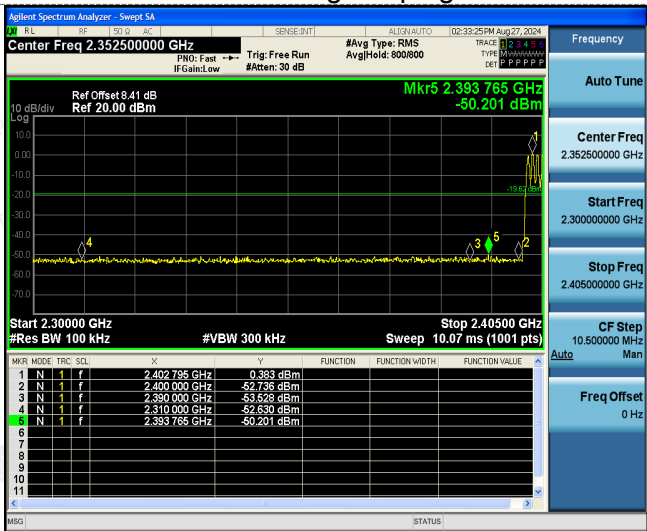 Agilent Spectrum Analyzer - Swept SA
RL RF 50 Ω AC SENSE:INT ALIGN AUTO 02:33:25 PM Aug 27, 2024
Center Freq 2.352500000 GHz
PNO: Fast Trig: Free Run
IFGain:Low #Atten: 30 dB
#Avg Type: RMS
Avg|Hold: 800/800
TRACE 1 2 3 4 5 6
TYPE M
DET P P P P P P
Ref Offset 8.41 dB
10 dB/div Ref 20.00 dBm
Log
Mkr5 2.393 765 GHz
-50.201 dBm
10.0
0.00
-10.0
-20.0
-30.0
-40.0
-50.0
-60.0
-70.0
1
2
3
4
5
Start 2.30000 GHz Stop 2.40500 GHz
#Res BW 100 kHz #VBW 300 kHz Sweep 10.07 ms (1001 pts)
MKR MODE TRC SCL X Y FUNCTION FUNCTION WIDTH FUNCTION VALUE
1 N 1 f 2.402 795 GHz 0.383 dBm
2 N 1 f 2.400 000 GHz -52.736 dBm
3 N 1 f 2.390 000 GHz -53.528 dBm
4 N 1 f 2.310 000 GHz -52.630 dBm
5 N 1 f 2.393 765 GHz -50.201 dBm
6
7
8
9
10
11
MSG STATUS
Frequency
Auto Tune
Center Freq
2.352500000 GHz
Start Freq
2.300000000 GHz
Stop Freq
2.405000000 GHz
CF Step
10.500000 MHz
Auto Man
Freq Offset
0 Hz